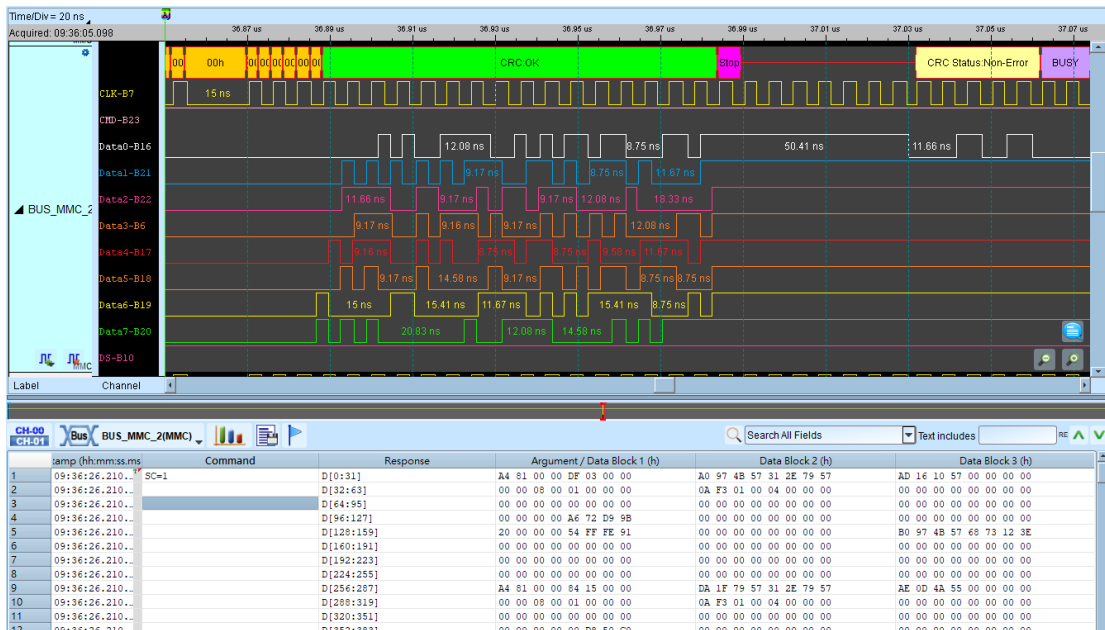 Time/Div = 20 ns
Acquired: 09:36:05.098
36.87 us 36.89 us 36.91 us 36.93 us 36.95 us 36.97 us 36.99 us 37.01 us 37.03 us 37.05 us 37.07 us
00 00h 00 00 00 00 00 00 CRC:OK Stop CRC Status:Non-Error BUSY
CLK-B7 15 ns
CMD-B23
Data0-B16 12.08 ns 8.75 ns 50.41 ns 11.66 ns
Data1-B21 9.17 ns 8.75 ns 11.67 ns
Data2-B22 11.66 ns 9.17 ns 9.17 ns 12.08 ns 18.33 ns
BUS_MMC_2
Data3-B6 9.17 ns 9.16 ns 9.17 ns 12.08 ns
Data4-B17 9.16 ns 8.75 ns 8.75 ns 9.58 ns 11.67 ns
Data5-B18 9.17 ns 14.58 ns 9.17 ns 8.75 ns 8.75 ns
Data6-B19 15 ns 15.41 ns 11.67 ns 15.41 ns 8.75 ns
Data7-B20 20.83 ns 12.08 ns 14.58 ns
MMC DS-B10
Label Channel
CH-00
CH-01 Bus BUS_MMC_2(MMC) Search All Fields Text includes RE
:amp (hh:mm:ss.ms Command Response Argument / Data Block 1 (h) Data Block 2 (h) Data Block 3 (h)
1 09:36:26.210... SC=1 D[0:31] A4 81 00 00 DF 03 00 00 A0 97 4B 57 31 2E 79 57 AD 16 10 57 00 00 00 00
2 09:36:26.210... D[32:63] 00 00 08 00 01 00 00 00 0A F3 01 00 04 00 00 00 00 00 00 00 00 00 00 00
3 09:36:26.210... D[64:95] 00 00 00 00 00 00 00 00 00 00 00 00 00 00 00 00 00 00 00 00 00 00 00 00
4 09:36:26.210... D[96:127] 00 00 00 00 A6 72 D9 9B 00 00 00 00 00 00 00 00 00 00 00 00 00 00 00 00
5 09:36:26.210... D[128:159] 20 00 00 00 54 FF FE 91 00 00 00 00 00 00 00 00 B0 97 4B 57 68 73 12 3E
6 09:36:26.210... D[160:191] 00 00 00 00 00 00 00 00 00 00 00 00 00 00 00 00 00 00 00 00 00 00 00 00
7 09:36:26.210... D[192:223] 00 00 00 00 00 00 00 00 00 00 00 00 00 00 00 00 00 00 00 00 00 00 00 00
8 09:36:26.210... D[224:255] 00 00 00 00 00 00 00 00 00 00 00 00 00 00 00 00 00 00 00 00 00 00 00 00
9 09:36:26.210... D[256:287] A4 81 00 00 84 15 00 00 DA 1F 79 57 31 2E 79 57 AE 0D 4A 55 00 00 00 00
10 09:36:26.210... D[288:319] 00 00 08 00 01 00 00 00 0A F3 01 00 04 00 00 00 00 00 00 00 00 00 00 00
11 09:36:26.210... D[320:351] 00 00 00 00 00 00 00 00 00 00 00 00 00 00 00 00 00 00 00 00 00 00 00 00